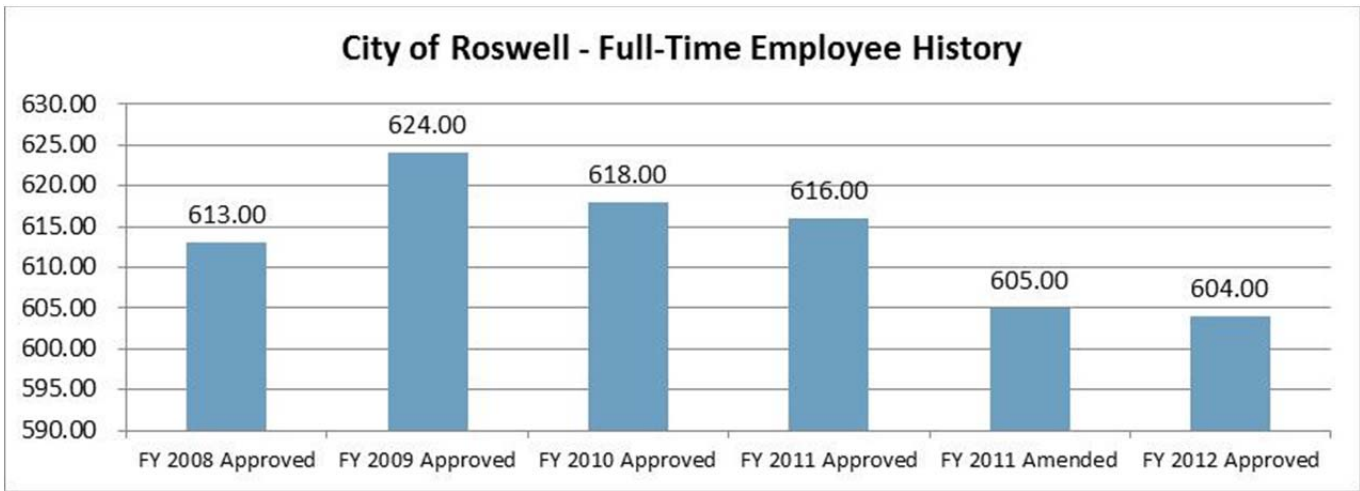 City of Roswell - Full-Time Employee History
630.00
625.00
620.00
615.00
610.00
605.00
600.00
595.00
590.00
613.00
624.00
618.00
616.00
605.00
604.00
FY 2008 Approved
FY 2009 Approved
FY 2010 Approved
FY 2011 Approved
FY 2011 Amended
FY 2012 Approved